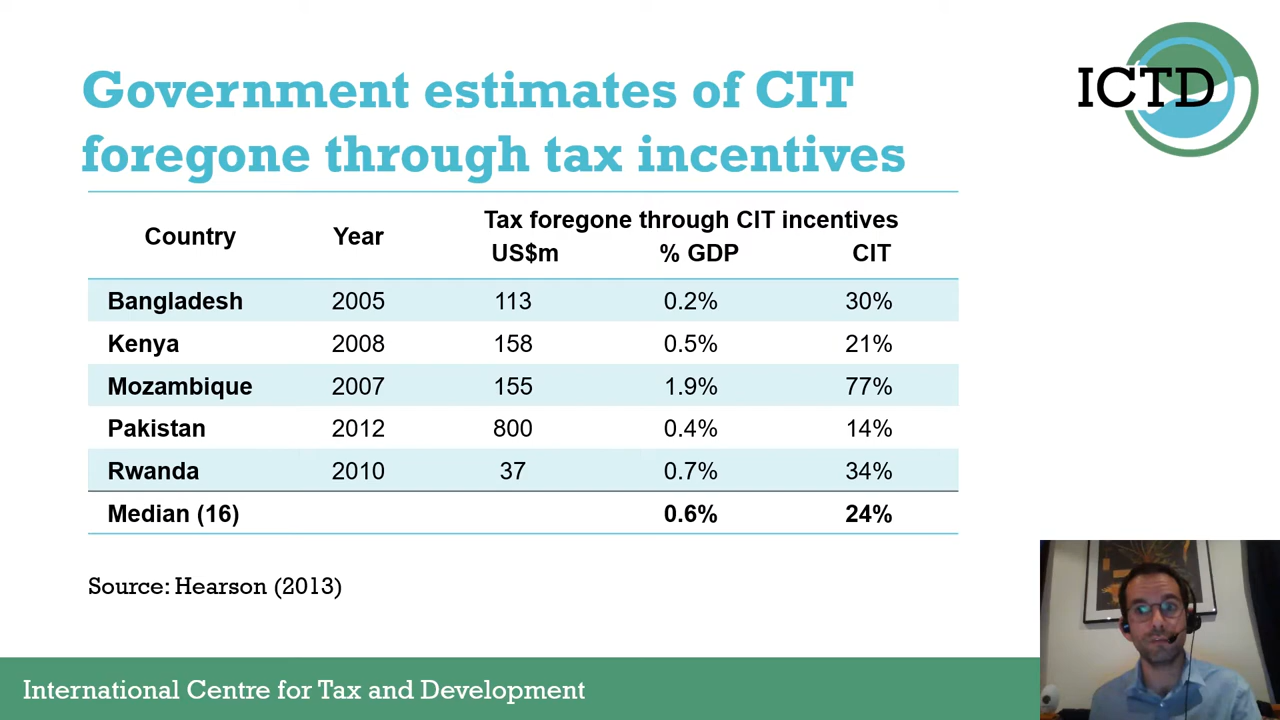 Government estimates of CIT
foregone through tax incentives
ICTD
Country Year Tax foregone through CIT incentives
US$m % GDP CIT
Bangladesh 2005 113 0.2% 30%
Kenya 2008 158 0.5% 21%
Mozambique 2007 155 1.9% 77%
Pakistan 2012 800 0.4% 14%
Rwanda 2010 37 0.7% 34%
Median (16) 0.6% 24%
Source: Hearson (2013)
International Centre for Tax and Development